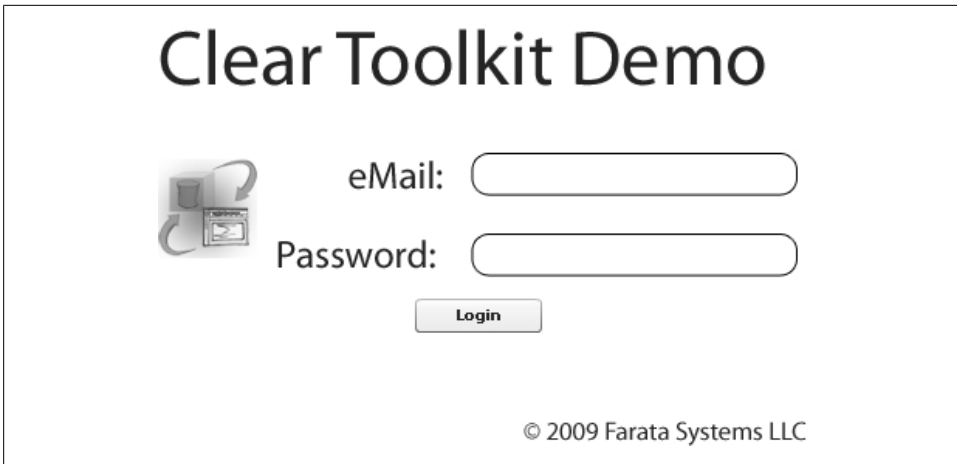 Clear Toolkit Demo
eMail:
Password:
Login
© 2009 Farata Systems LLC